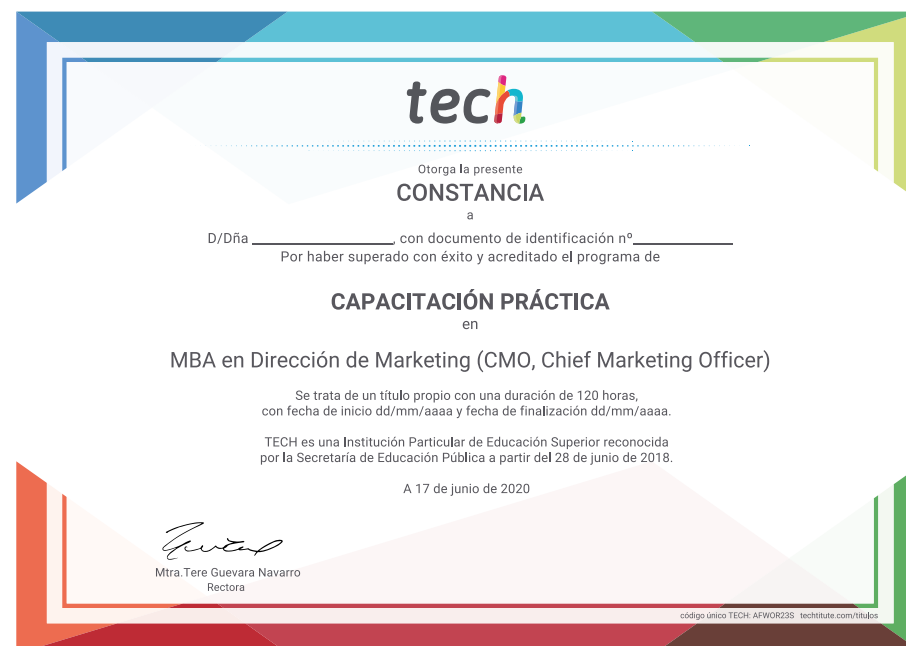 tech
Otorga la presente
CONSTANCIA
a
D/Dña ______________, con documento de identificación nº__________
Por haber superado con éxito y acreditado el programa de
CAPACITACIÓN PRÁCTICA
en
MBA en Dirección de Marketing (CMO, Chief Marketing Officer)
Se trata de un título propio con una duración de 120 horas,
con fecha de inicio dd/mm/aaaa y fecha de finalización dd/mm/aaaa.
TECH es una Institución Particular de Educación Superior reconocida
por la Secretaría de Educación Pública a partir del 28 de junio de 2018.
A 17 de junio de 2020
Mtra.Tere Guevara Navarro
Rectora
código único TECH: AFWOR23S techtitute.com/titulos